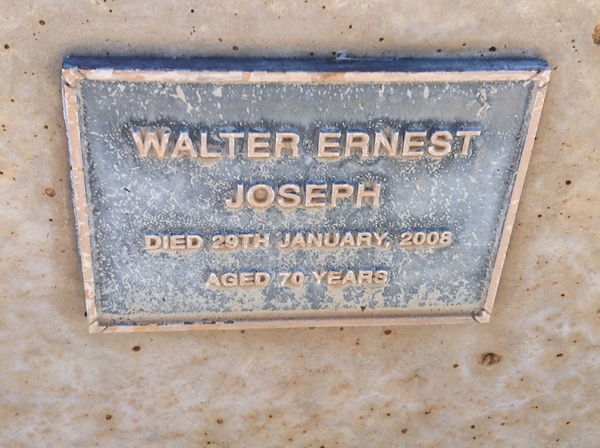 WALTER ERNEST
JOSEPH
DIED 29TH JANUARY, 2008
AGED 70 YEARS